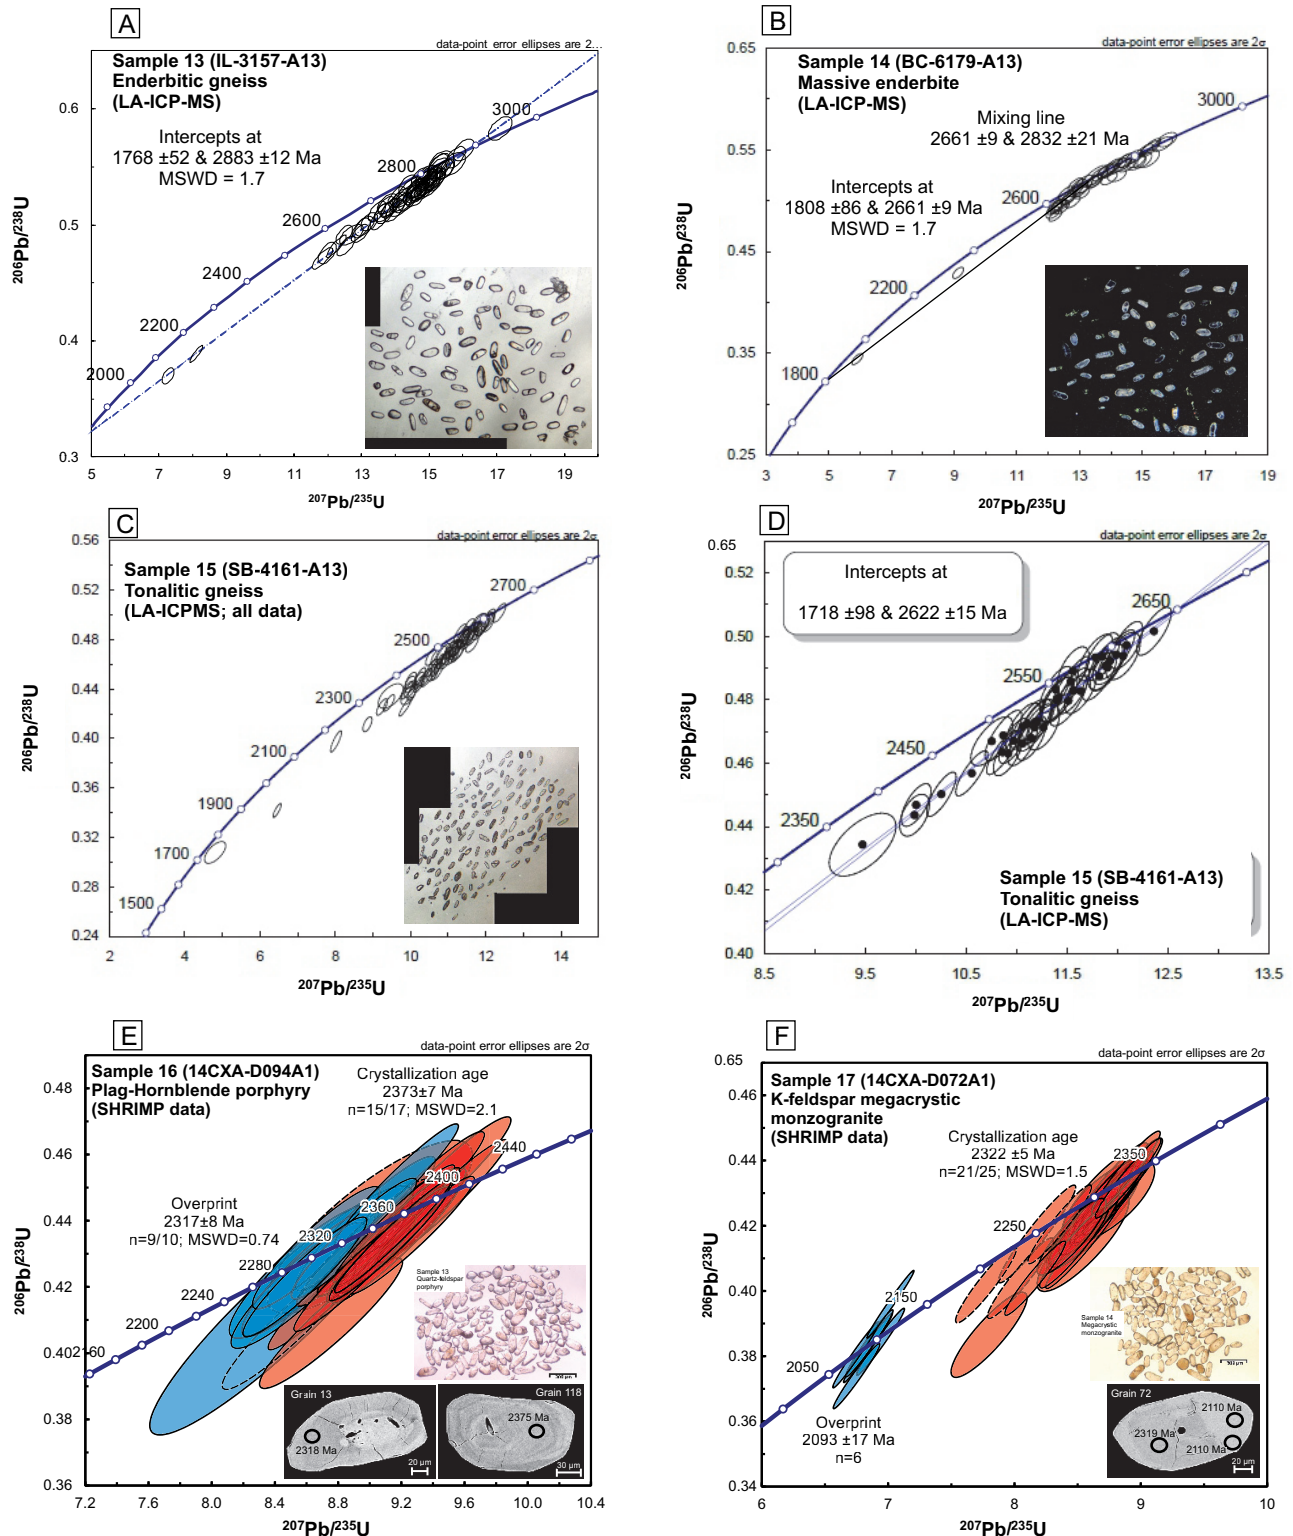 A
data-point error ellipses are 2...
Sample 13 (IL-3157-A13)
Enderbitic gneiss
(LA-ICP-MS)
Intercepts at
1768 ±52 & 2883 ±12 Ma
MSWD = 1.7
3000
2800
2600
2400
2200
2000
0.6
0.5
0.4
0.3
206Pb/238U
5 7 9 11 13 15 17 19
207Pb/235U
B
data-point error ellipses are 2σ
Sample 14 (BC-6179-A13)
Massive enderbite
(LA-ICP-MS)
Mixing line
2661 ±9 & 2832 ±21 Ma
Intercepts at
1808 ±86 & 2661 ±9 Ma
MSWD = 1.7
3000
2600
2200
1800
0.65
0.55
0.45
0.35
0.25
206Pb/238U
3 7 11 13 15 17 19
207Pb/235U
C
data-point error ellipses are 2σ
Sample 15 (SB-4161-A13)
Tonalitic gneiss
(LA-ICPMS; all data)
2700
2500
2300
2100
1900
1700
1500
0.56
0.52
0.48
0.44
0.40
0.36
0.32
0.28
0.24
206Pb/238U
2 4 6 8 10 12 14
207Pb/235U
D
data-point error ellipses are 2σ
0.65
Intercepts at
1718 ±98 & 2622 ±15 Ma
2650
2550
2450
2350
Sample 15 (SB-4161-A13)
Tonalitic gneiss
(LA-ICP-MS)
0.52
0.50
0.48
0.46
0.44
0.42
0.40
206Pb/238U
8.5 9.5 10.5 11.5 12.5 13.5
207Pb/235U
E
data-point error ellipses are 2σ
Sample 16 (14CXA-D094A1)
Plag-Hornblende porphyry
(SHRIMP data)
Crystallization age
2373±7 Ma
n=15/17; MSWD=2.1
Overprint
2317±8 Ma
n=9/10; MSWD=0.74
2440
2400
2360
2320
2280
2240
2200
2160
Sample 13
Quartz-feldspar
porphyry
Grain 13
2318 Ma
20 µm
Grain 118
2375 Ma
30 µm
0.48
0.46
0.44
0.42
0.40
0.38
0.36
206Pb/238U
7.2 7.6 8.0 8.4 8.8 9.2 9.6 10.0 10.4
207Pb/235U
F
data-point error ellipses are 2σ
0.65
Sample 17 (14CXA-D072A1)
K-feldspar megacrystic
monzogranite
(SHRIMP data)
Crystallization age
2322 ±5 Ma
n=21/25; MSWD=1.5
2350
2250
2150
2050
Overprint
2093 ±17 Ma
n=6
Sample 14
Megacrystic
monzogranite
Grain 72
2110 Ma
2319 Ma
2110 Ma
20 µm
0.46
0.44
0.42
0.40
0.38
0.36
0.34
206Pb/238U
6 7 8 9 10
207Pb/235U